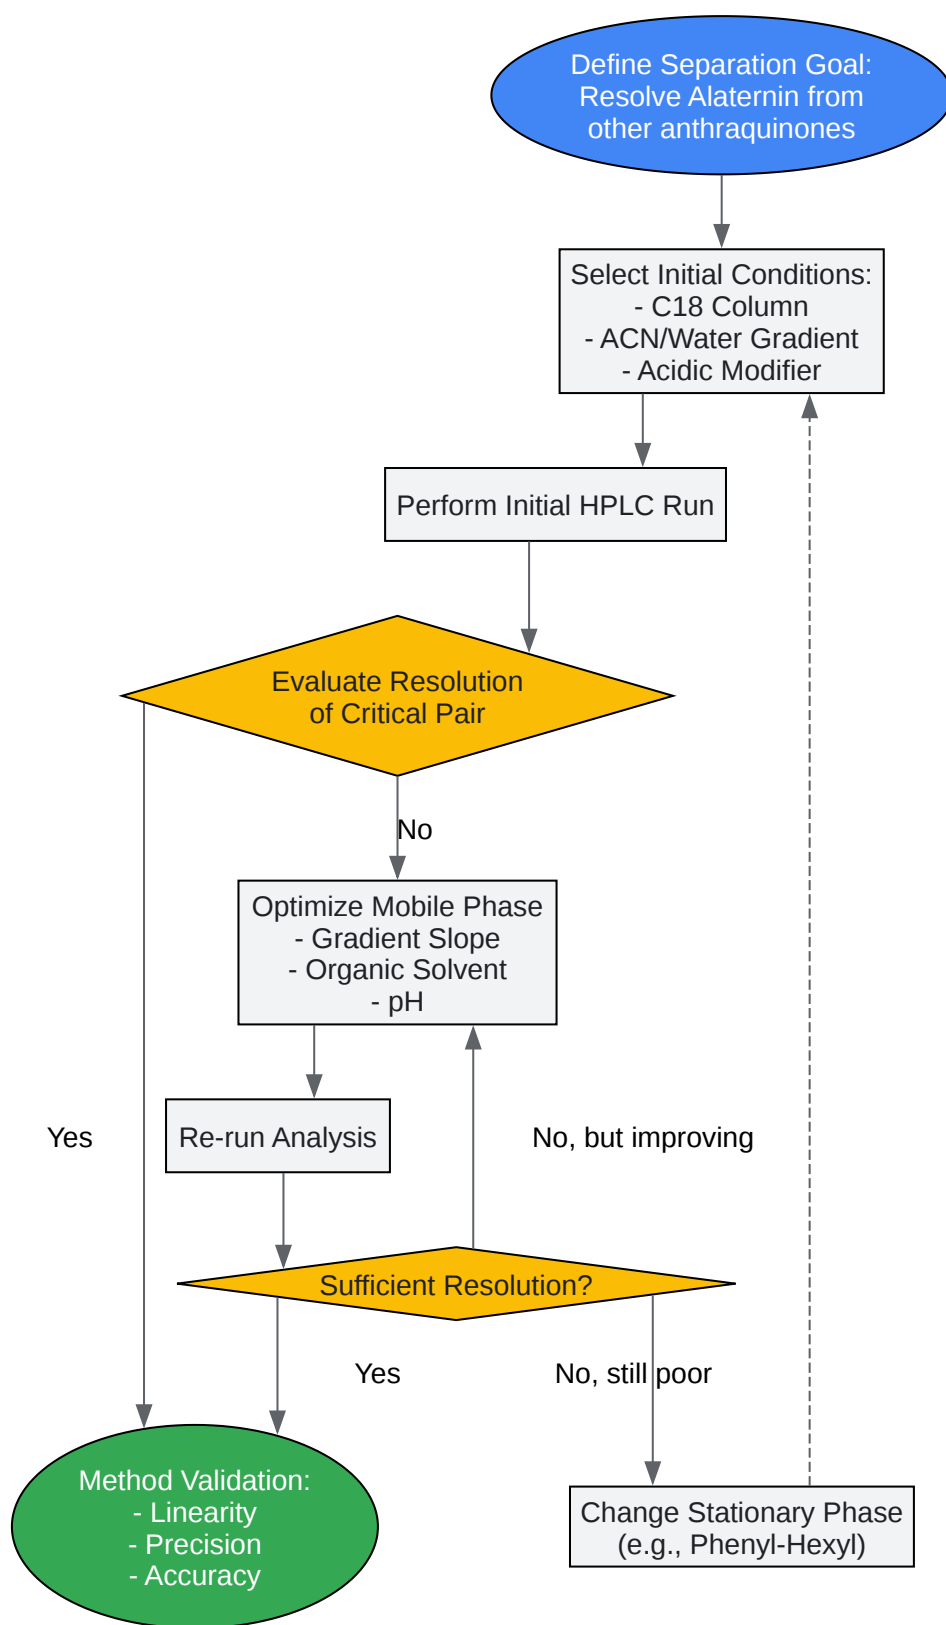 Define Separation Goal:
Resolve Alaternin from
other anthraquinones
Select Initial Conditions:
- C18 Column
- ACN/Water Gradient
- Acidic Modifier
Perform Initial HPLC Run
Evaluate Resolution
of Critical Pair
No
Optimize Mobile Phase
- Gradient Slope
- Organic Solvent
- pH
Yes
Re-run Analysis
No, but improving
Sufficient Resolution?
Yes
No, still poor
Method Validation:
- Linearity
- Precision
- Accuracy
Change Stationary Phase
(e.g., Phenyl-Hexyl)